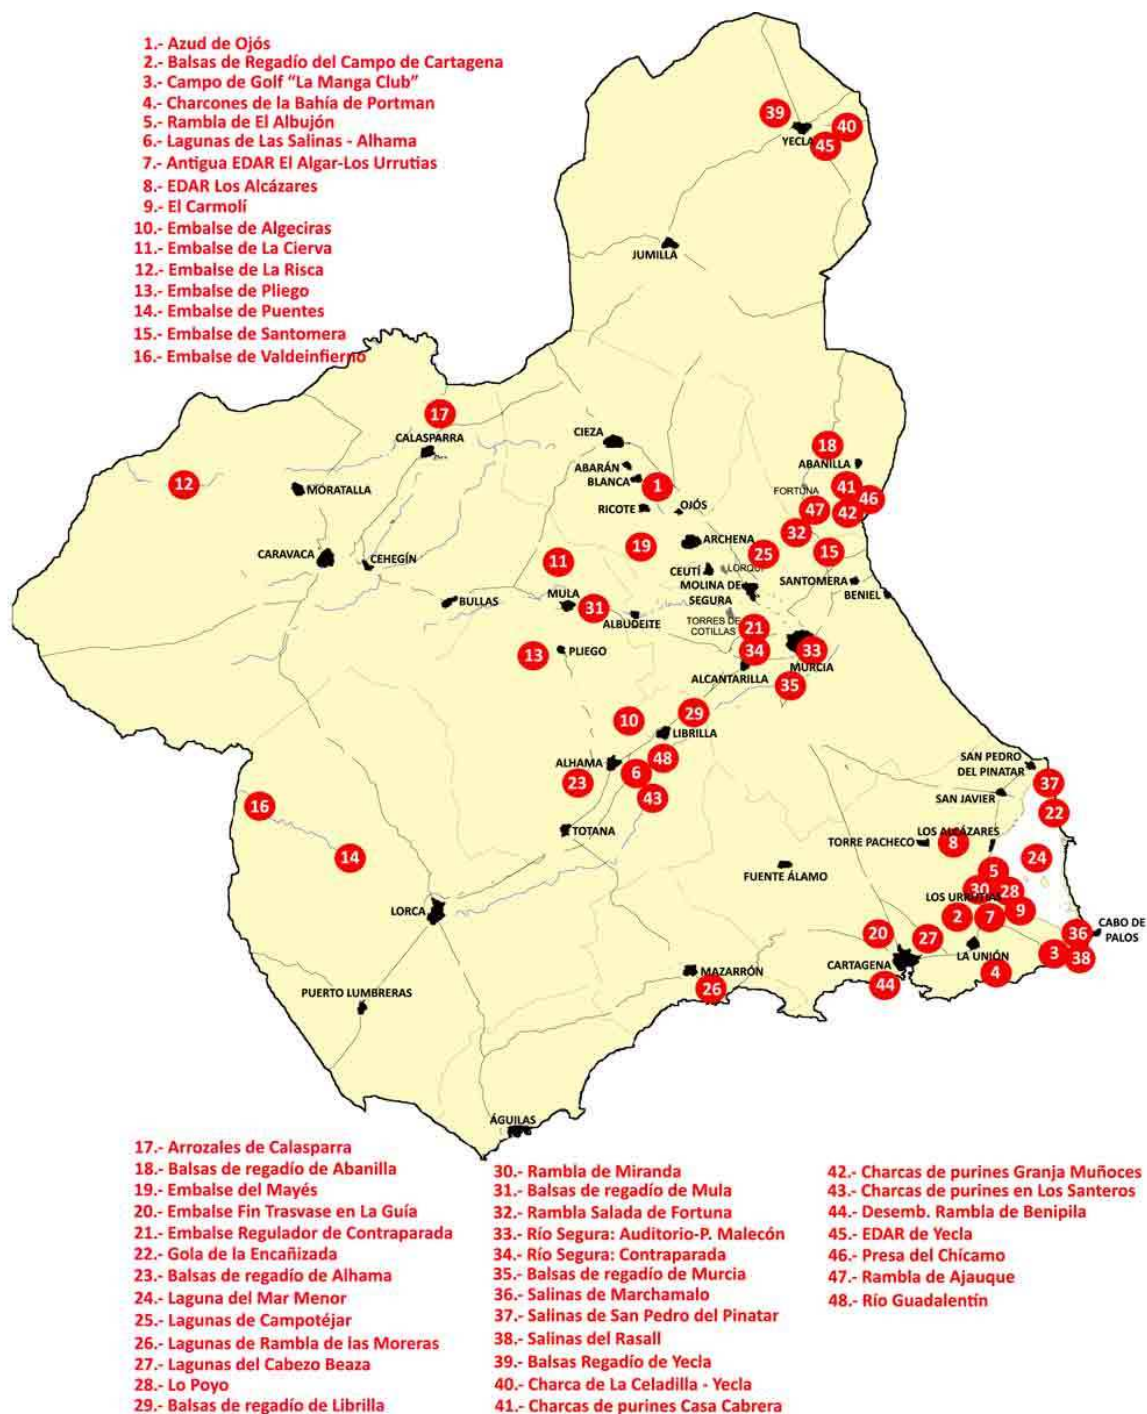 1.- Azud de Ojós
2.- Balsas de Regadío del Campo de Cartagena
3.- Campo de Golf "La Manga Club"
4.- Charcones de la Bahía de Portman
5.- Rambla de El Albujón
6.- Lagunas de Las Salinas - Alhama
7.- Antigua EDAR El Algar-Los Urrutias
8.- EDAR Los Alcázares
9.- El Carmolí
10.- Embalse de Algeciras
11.- Embalse de La Cierva
12.- Embalse de La Risca
13.- Embalse de Pliego
14.- Embalse de Puentes
15.- Embalse de Santomera
16.- Embalse de Valdeinfierno
39
40
YECLA
45
JUMILLA
17
CALASPARRA
CIEZA
18
ABARÁN
ABANILLA
BLANCA
12
MORATALLA
1
FORTUNA
41
46
RICOTE
OJÓS
47
42
32
CARAVACA
CEHEGÍN
11
19
ARCHENA
25
15
CEUTÍ
LORQUÍ
MOLINA DE
SEGURA
SANTOMERA
BENIEL
BULLAS
MULA
31
ALBUDEITE
TORRES DE
COTILLAS
21
13
PLIEGO
34
33
MURCIA
ALCANTARILLA
35
10
29
LIBRILLA
ALHAMA
48
SAN PEDRO
DEL PINATAR
23
6
43
37
SAN JAVIER
16
22
TOTANA
LOS ALCÁZARES
TORRE PACHECO
8
14
24
FUENTE ÁLAMO
5
30
28
LOS URRUTIAS
LORCA
2
7
9
20
27
36
CABO DE
PALOS
LA UNIÓN
3
38
CARTAGENA
MAZARRÓN
4
26
44
PUERTO LUMBRERAS
ÁGUILAS
17.- Arrozales de Calasparra
18.- Balsas de regadío de Abanilla
19.- Embalse del Mayés
20.- Embalse Fin Trasvase en La Guía
21.- Embalse Regulador de Contraparada
22.- Gola de la Encañizada
23.- Balsas de regadío de Alhama
24.- Laguna del Mar Menor
25.- Lagunas de Campotéjar
26.- Lagunas de Rambla de las Moreras
27.- Lagunas del Cabezo Beaza
28.- Lo Poyo
29.- Balsas de regadío de Librilla
30.- Rambla de Miranda
31.- Balsas de regadío de Mula
32.- Rambla Salada de Fortuna
33.- Río Segura: Auditorio-P. Malecón
34.- Río Segura: Contraparada
35.- Balsas de regadío de Murcia
36.- Salinas de Marchamalo
37.- Salinas de San Pedro del Pinatar
38.- Salinas del Rasall
39.- Balsas Regadío de Yecla
40.- Charca de La Celadilla - Yecla
41.- Charcas de purines Casa Cabrera
42.- Charcas de purines Granja Muñoces
43.- Charcas de purines en Los Santeros
44.- Desemb. Rambla de Benipila
45.- EDAR de Yecla
46.- Presa del Chícamo
47.- Rambla de Ajauque
48.- Río Guadalentín